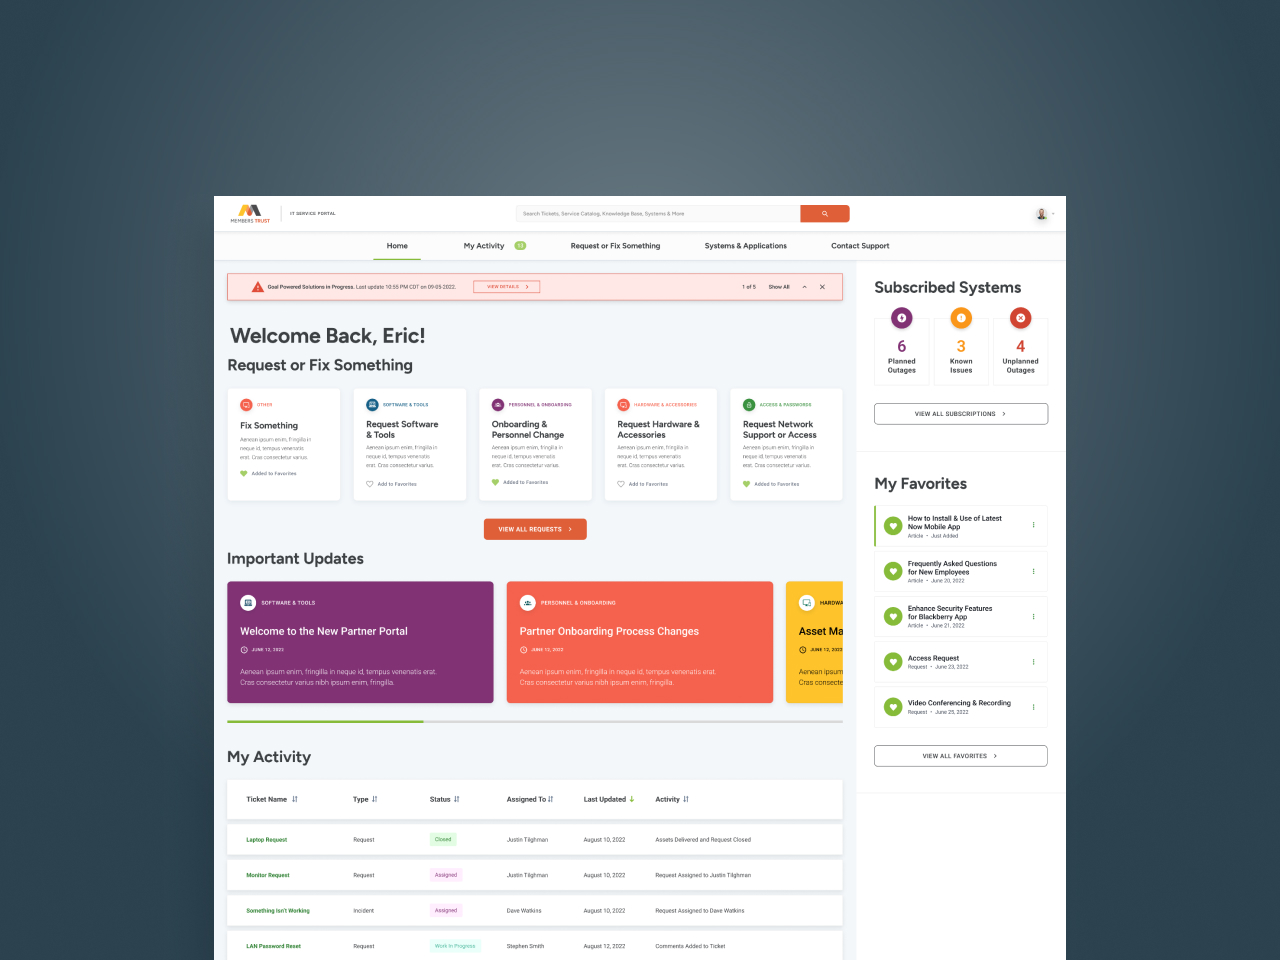 MEMBERS TRUST
IT SERVICE PORTAL
Search Tickets, Service Catalog, Knowledge Base, Systems & More
Home
My Activity
13
Request or Fix Something
Systems & Applications
Contact Support
Goal Powered Solutions in Progress. Last update 10:55 PM CDT on 09-05-2022.
VIEW DETAILS
1 of 5
Show All
Welcome Back, Eric!
Request or Fix Something
OTHER
Fix Something
Aenean ipsum enim, fringilla in
neque id, tempus venenatis
erat. Cras consectetur varius.
Added to Favorites
SOFTWARE & TOOLS
Request Software
& Tools
Aenean ipsum enim, fringilla in
neque id, tempus venenatis
erat. Cras consectetur varius.
Add to Favorites
PERSONNEL & ONBOARDING
Onboarding &
Personnel Change
Aenean ipsum enim, fringilla in
neque id, tempus venenatis
erat. Cras consectetur varius.
Added to Favorites
HARDWARE & ACCESSORIES
Request Hardware &
Accessories
Aenean ipsum enim, fringilla in
neque id, tempus venenatis
erat. Cras consectetur varius.
Add to Favorites
ACCESS & PASSWORDS
Request Network
Support or Access
Aenean ipsum enim, fringilla in
neque id, tempus venenatis
erat. Cras consectetur varius.
Added to Favorites
VIEW ALL REQUESTS
Important Updates
SOFTWARE & TOOLS
Welcome to the New Partner Portal
JUNE 12, 2022
Aenean ipsum enim, fringilla in neque id, tempus venenatis erat.
Cras consectetur varius nibh ipsum enim, fringilla.
PERSONNEL & ONBOARDING
Partner Onboarding Process Changes
JUNE 12, 2022
Aenean ipsum enim, fringilla in neque id, tempus venenatis erat.
Cras consectetur varius nibh ipsum enim, fringilla.
HARDWA
Asset Ma
JUNE 12, 2022
Aenean ipsum
Cras consecte
My Activity
Ticket Name
Type
Status
Assigned To
Last Updated
Activity
Laptop Request
Request
Closed
Justin Tilghman
August 10, 2022
Assets Delivered and Request Closed
Monitor Request
Request
Assigned
Justin Tilghman
August 10, 2022
Request Assigned to Justin Tilghman
Something Isn't Working
Incident
Assigned
Dave Watkins
August 10, 2022
Request Assigned to Dave Watkins
LAN Password Reset
Request
Work In Progress
Stephen Smith
August 12, 2022
Comments Added to Ticket
Subscribed Systems
6
Planned
Outages
3
Known
Issues
4
Unplanned
Outages
VIEW ALL SUBSCRIPTIONS
My Favorites
How to Install & Use of Latest
Now Mobile App
Article • Just Added
Frequently Asked Questions
for New Employees
Article • June 20, 2022
Enhance Security Features
for Blackberry App
Article • June 21, 2022
Access Request
Request • June 23, 2022
Video Conferencing & Recording
Request • June 25, 2022
VIEW ALL FAVORITES